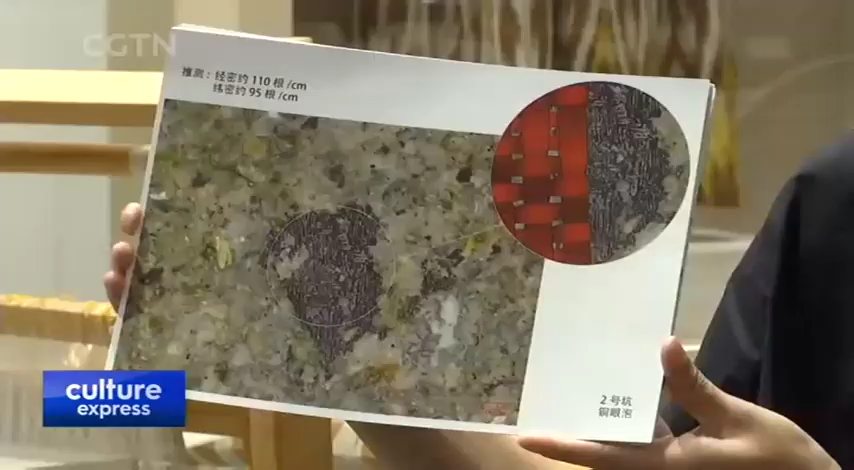 CGTN
推测：经密约 110 根 /cm
纬密约 95 根 /cm
2 号坑
铜眼泡
culture
express